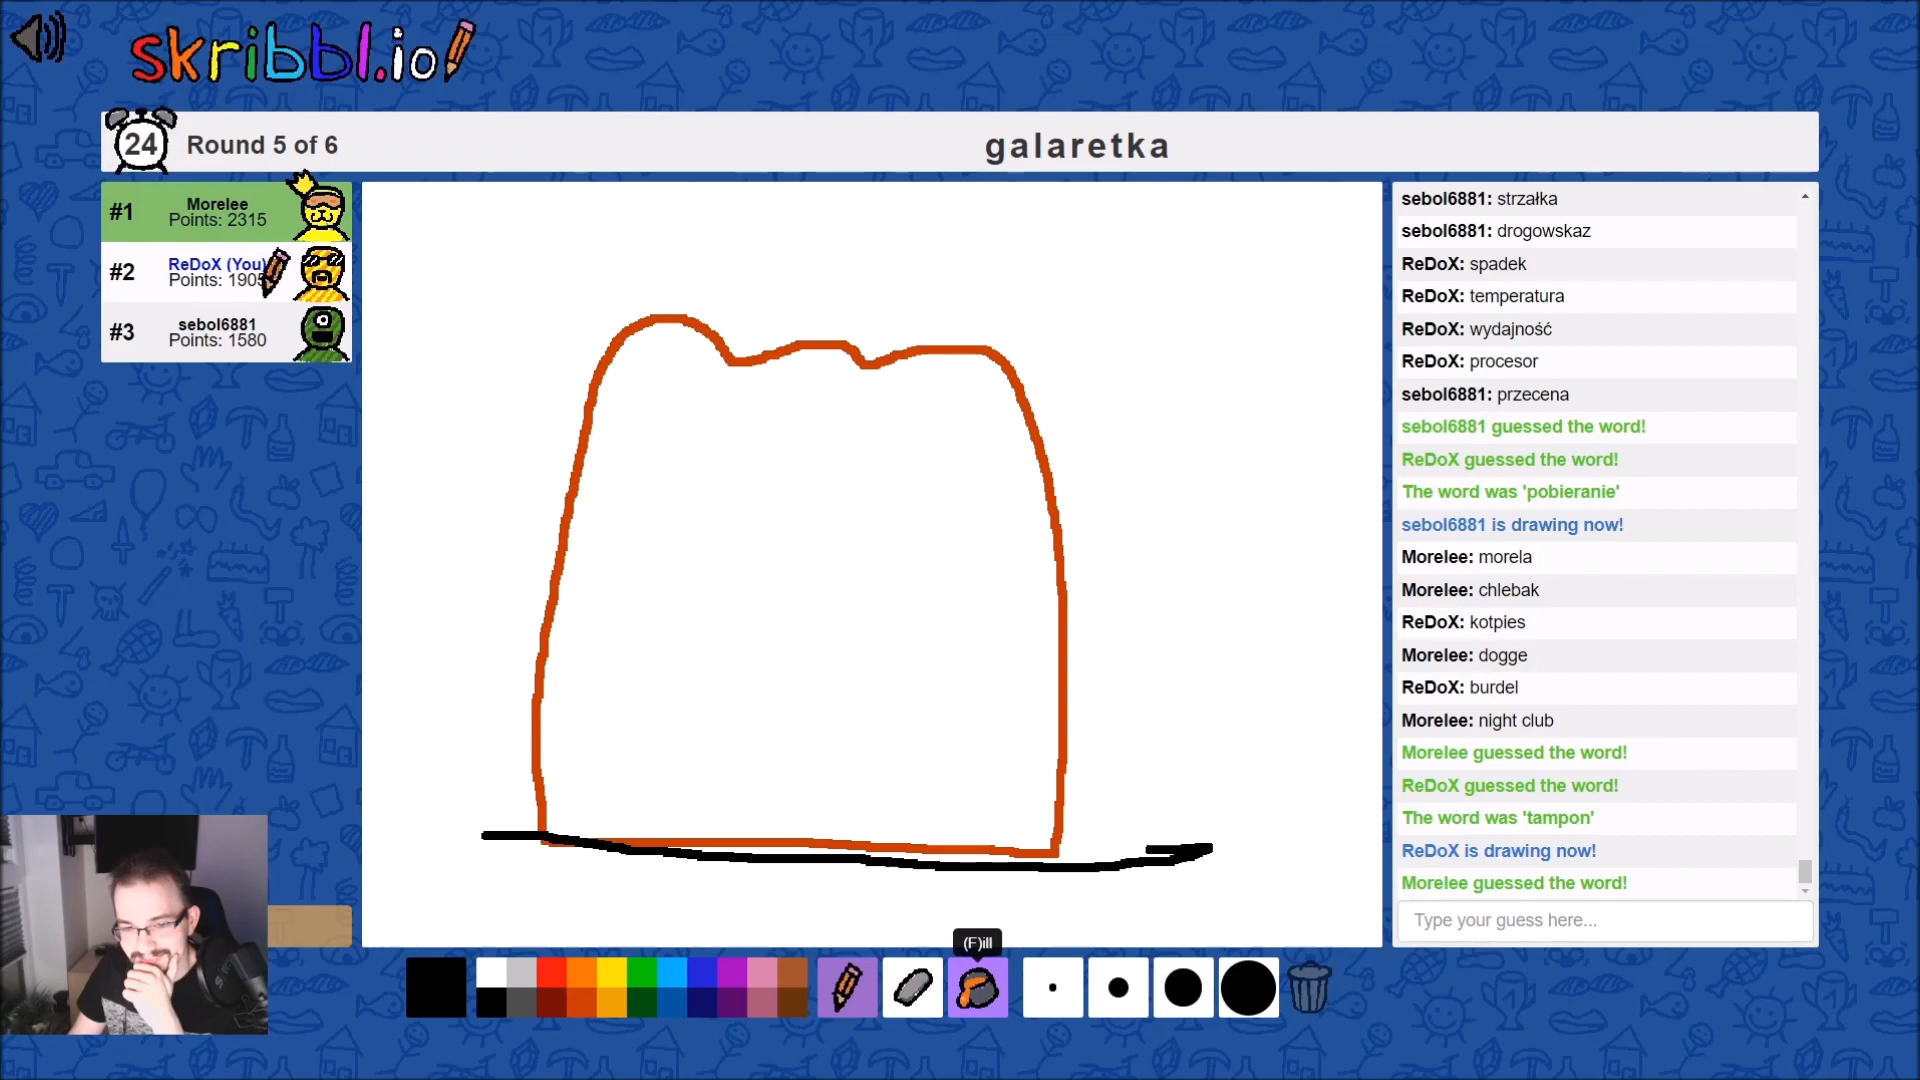 skribbl.io
24
Round 5 of 6
galaretka
#1
Morelee
Points: 2315
#2
ReDoX (You)
Points: 1905
#3
sebol6881
Points: 1580
sebol6881: strzałka
sebol6881: drogowskaz
ReDoX: spadek
ReDoX: temperatura
ReDoX: wydajność
ReDoX: procesor
sebol6881: przecena
sebol6881 guessed the word!
ReDoX guessed the word!
The word was 'pobieranie'
sebol6881 is drawing now!
Morelee: morela
Morelee: chlebak
ReDoX: kotpies
Morelee: dogge
ReDoX: burdel
Morelee: night club
Morelee guessed the word!
ReDoX guessed the word!
The word was 'tampon'
ReDoX is drawing now!
Morelee guessed the word!
Type your guess here...
(F)ill